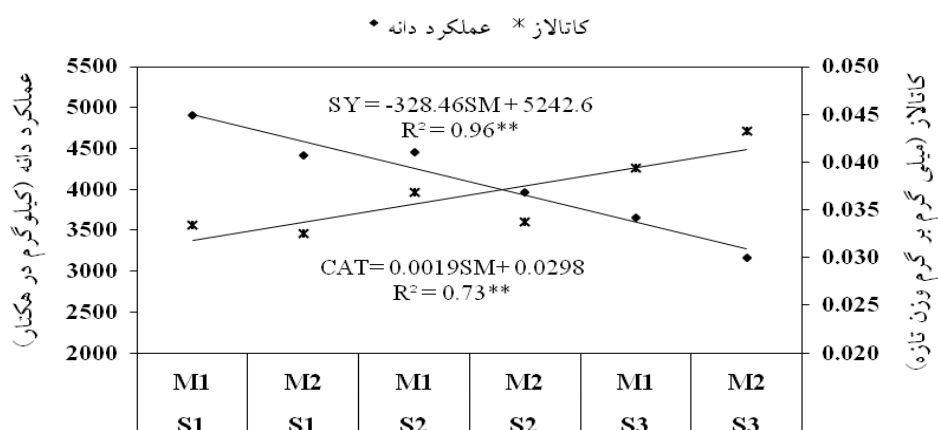 کاتالاز * عملکرد دانه ◆
عملکرد دانه (کیلوگرم در هکتار)
5500
5000
4500
4000
3500
3000
2500
2000
SY = -328.46SM + 5242.6
R² = 0.96**
CAT= 0.0019SM+ 0.0298
R² = 0.73**
0.050
0.045
0.040
0.035
0.030
0.025
0.020
کاتالاز (میلی گرم بر گرم وزن تازه)
M1 M2 M1 M2 M1 M2
S1 S1 S2 S2 S3 S3